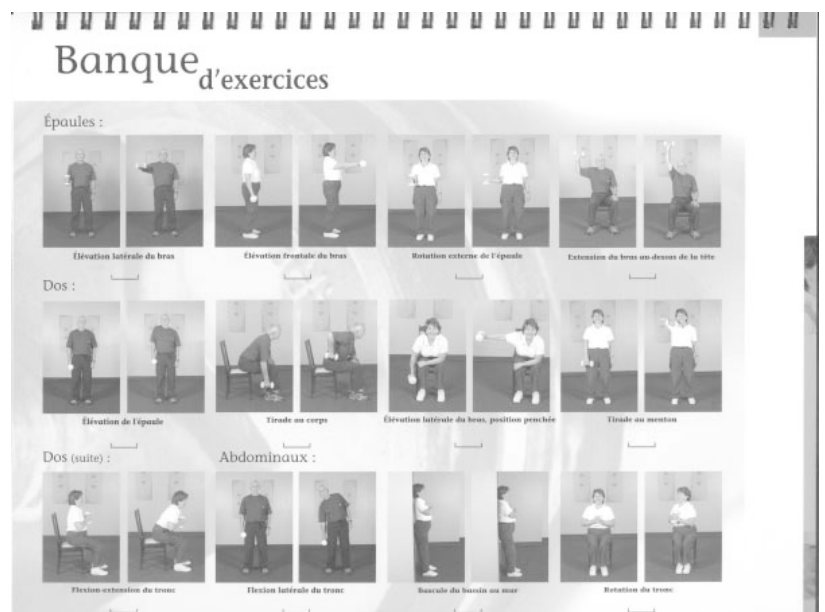 Banque
d'exercices
Épaules :
Élévation latérale du bras
Élévation frontale du bras
Rotation externe de l'épaule
Extension du bras au dessus de la tête
Dos :
Élévation de l'épaule
Tirade au corps
Élévation latérale du bras, position penchée
Tirade au menton
Dos (suite) :
Abdominaux :
Flexion-extension du tronc
Flexion latérale du tronc
Bascule du bassin au mur
Rotation du tronc